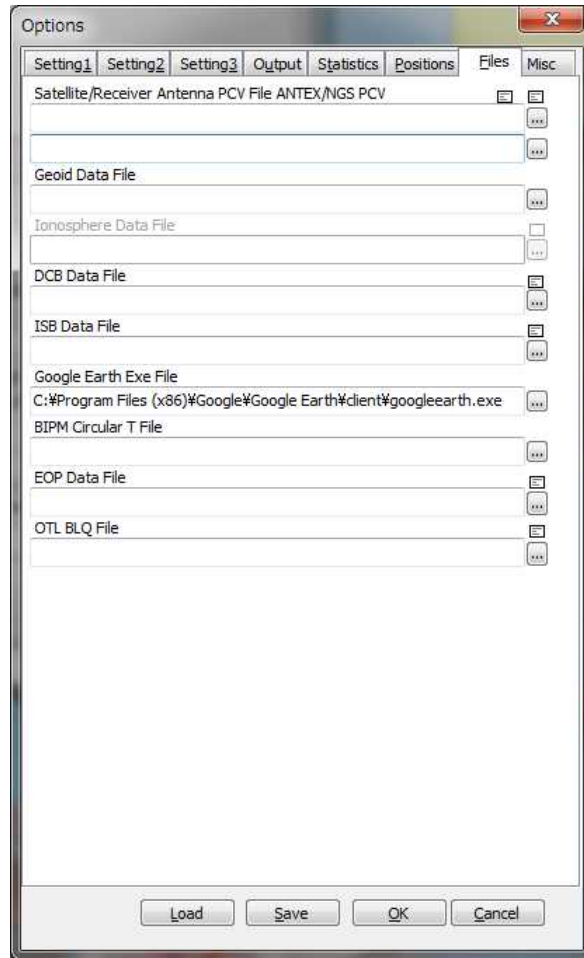 Options
Setting1 Setting2 Setting3 Output Statistics Positions Files Misc
Satellite/Receiver Antenna PCV File ANTEX/NGS PCV
...
...
Geoid Data File
...
Ionosphere Data File
...
DCB Data File
...
ISB Data File
...
Google Earth Exe File
C:¥Program Files (x86)¥Google¥Google Earth¥client¥googleearth.exe ...
BIPM Circular T File
...
EOP Data File
...
OTL BLQ File
...
Load Save OK Cancel